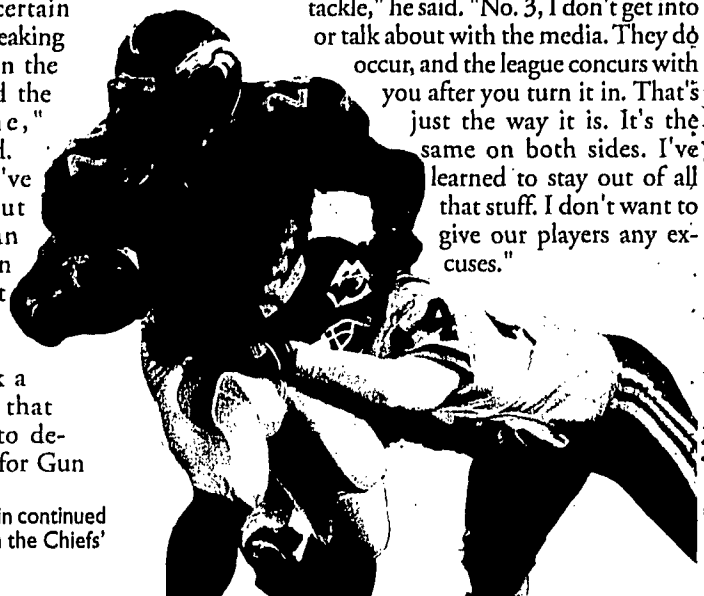 certain
eaking
n the
d the
e,"
d.
've
ut
n
n
t
k a
that
to de-
for Gun
in continued
the Chiefs'
tackle," he said. "No. 3, I don't get into
or talk about with the media. They do
occur, and the league concurs with
you after you turn it in. That's
just the way it is. It's the
same on both sides. I've
learned to stay out of all
that stuff. I don't want to
give our players any ex-
cuses."